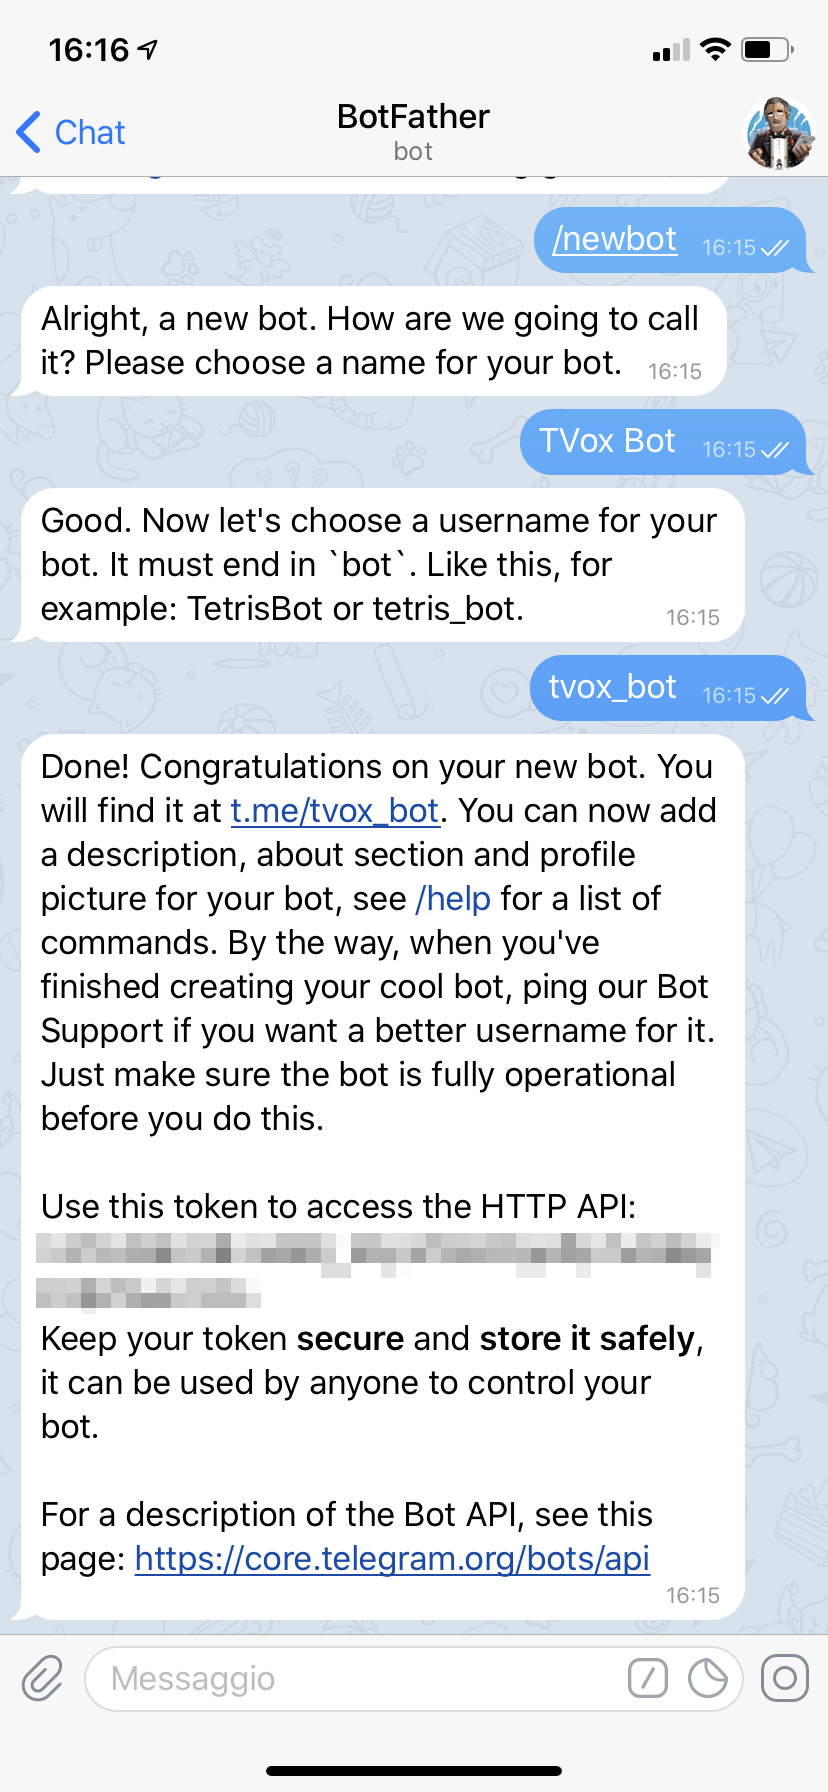 16:16
Chat
BotFather
bot
/newbot 16:15
Alright, a new bot. How are we going to call
it? Please choose a name for your bot. 16:15
TVox Bot 16:15
Good. Now let's choose a username for your
bot. It must end in `bot`. Like this, for
example: TetrisBot or tetris_bot. 16:15
tvox_bot 16:15
Done! Congratulations on your new bot. You
will find it at t.me/tvox_bot. You can now add
a description, about section and profile
picture for your bot, see /help for a list of
commands. By the way, when you've
finished creating your cool bot, ping our Bot
Support if you want a better username for it.
Just make sure the bot is fully operational
before you do this.
Use this token to access the HTTP API:
Keep your token secure and store it safely,
it can be used by anyone to control your
bot.
For a description of the Bot API, see this
page: https://core.telegram.org/bots/api
16:15
Messaggio